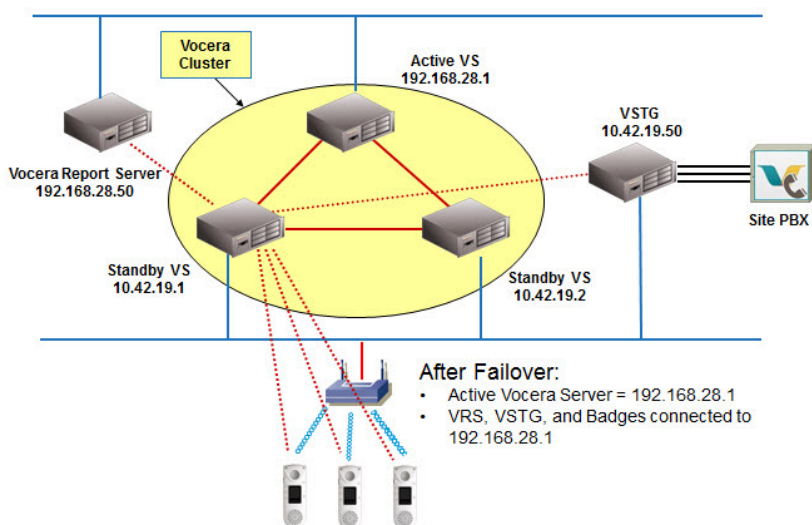 Vocera
Cluster
Active VS
192.168.28.1
VSTG
10.42.19.50
Vocera Report Server
192.168.28.50
Site PBX
Standby VS
10.42.19.1
Standby VS
10.42.19.2
After Failover:
• Active Vocera Server = 192.168.28.1
• VRS, VSTG, and Badges connected to
192.168.28.1